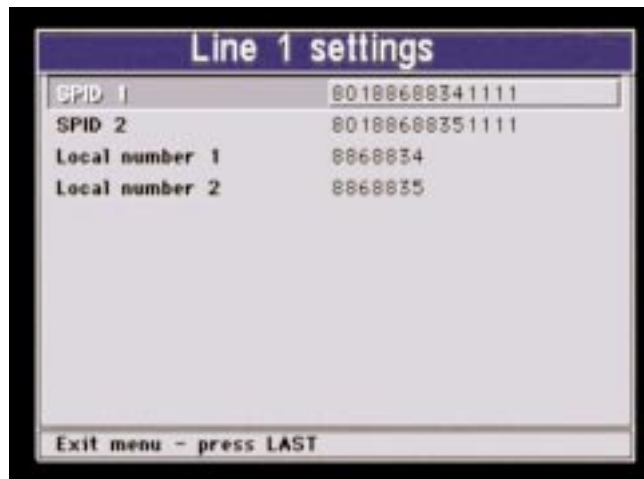 Line 1 settings
SPID 1 80188688341111
SPID 2 80188688351111
Local number 1 8868834
Local number 2 8868835
Exit menu - press LAST